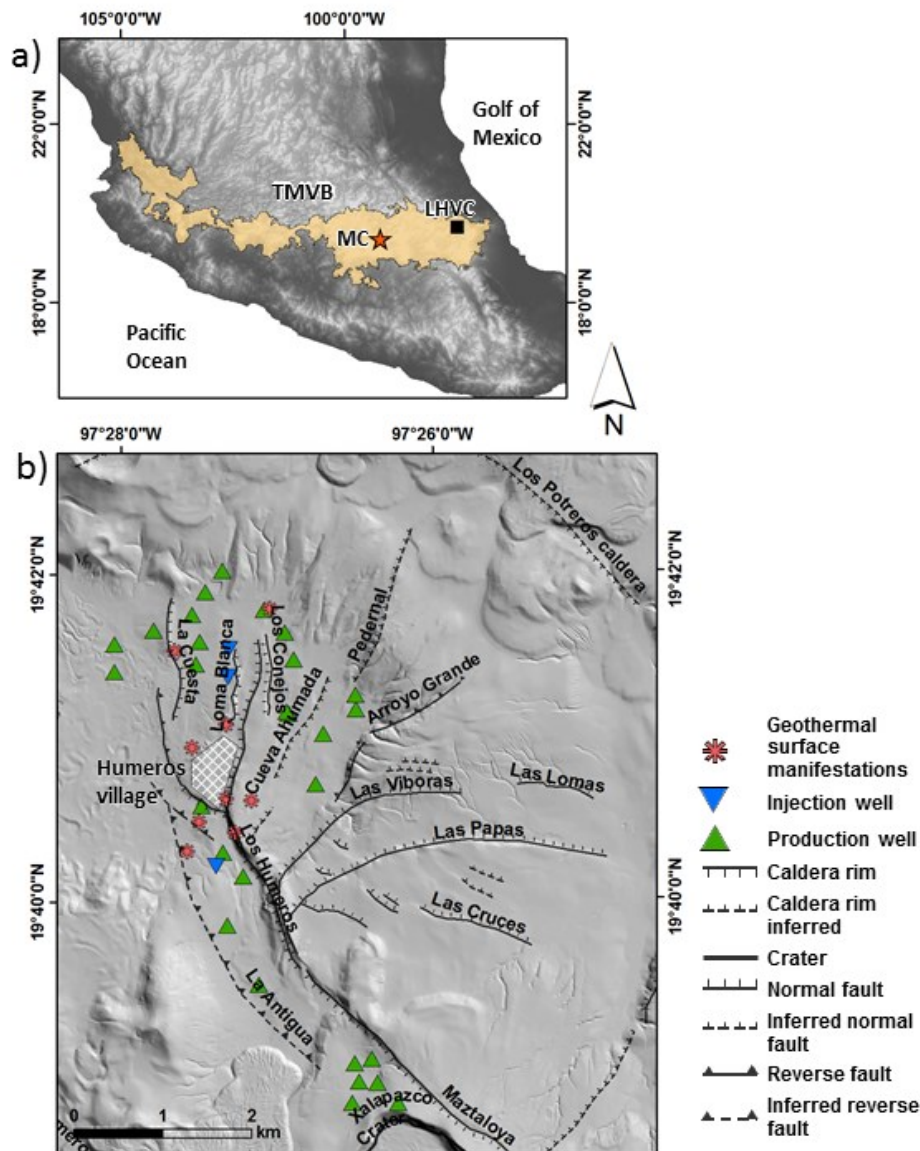 105°0'0"W
100°0'0"W
a)
22°0'0"N
22°0'0"N
Golf of
Mexico
TMVB
LHVC
MC
18°0'0"N
18°0'0"N
Pacific
Ocean
N
97°28'0"W
97°26'0"W
b)
Los Potreros caldera
19°42'0"N
19°42'0"N
La Cuesta
Loma Blanca
Los Conejos
Pedernal
Cueva Ahumada
Arroyo Grande
Humeros
village
Las Viboras
Las Lomas
Las Papas
Los Humeros
Las Cruces
19°40'0"N
19°40'0"N
La Antigua
Maztaloya
Xalapazco
Crater
0 1 2
km
Geothermal
surface
manifestations
Injection well
Production well
Caldera rim
Caldera rim
inferred
Crater
Normal fault
Inferred normal
fault
Reverse fault
Inferred reverse
fault